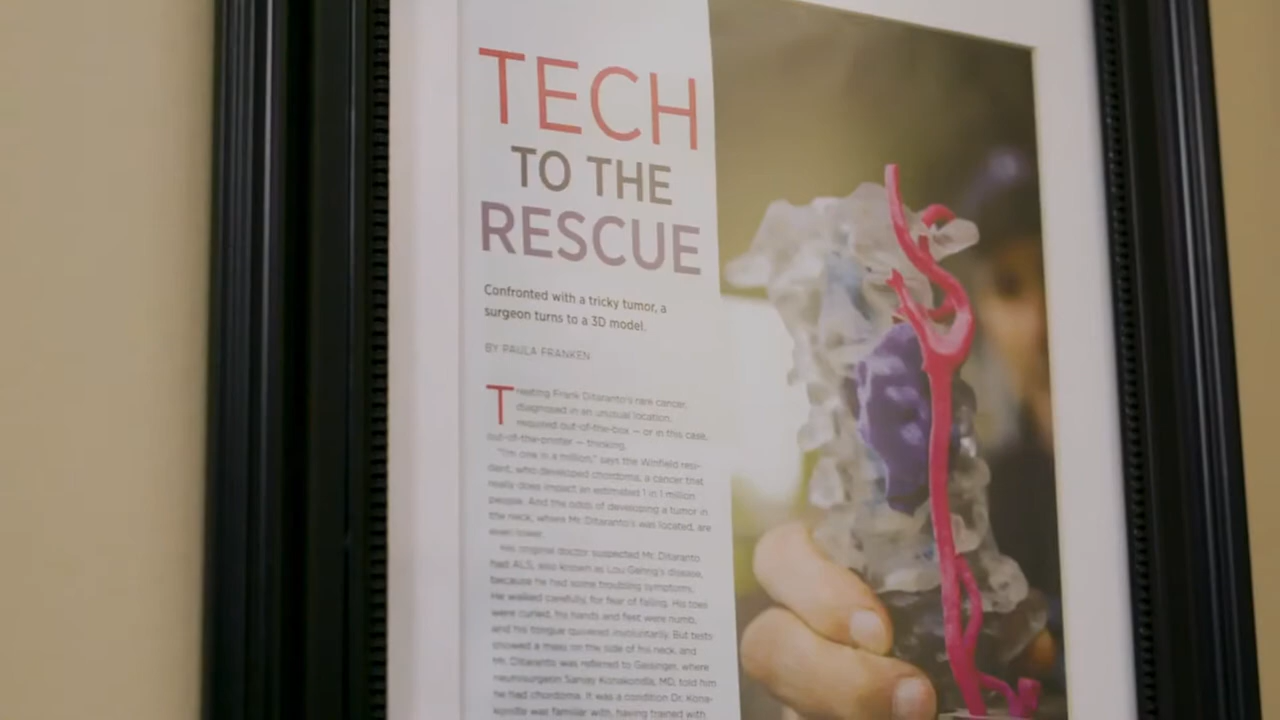 TECH
TO THE
RESCUE
Confronted with a tricky tumor, a
surgeon turns to a 3D model.
BY PAULA FRANKEN
Treating Frank Ditaranto's rare cancer,
diagnosed in an unusual location,
required out-of-the-box — or in this case,
out-of-the-printer — thinking.
"I'm one in a million," says the Winfield resi-
dent, who developed chordoma, a cancer that
really does impact an estimated 1 in 1 million
people. And the odds of developing a tumor in
the neck, where Mr. Ditaranto's was located, are
even lower.
His original doctor suspected Mr. Ditaranto
had ALS, also known as Lou Gehrig's disease,
because he had some troubling symptoms.
He walked carefully, for fear of falling. His toes
were curled, his hands and feet were numb,
and his tongue quivered involuntarily. But tests
showed a mass on the side of his neck, and
Mr. Ditaranto was referred to Geisinger, where
neurosurgeon Sanjay Konakondla, MD, told him
he had chordoma. It was a condition Dr. Kona-
kondla was familiar with, having trained with